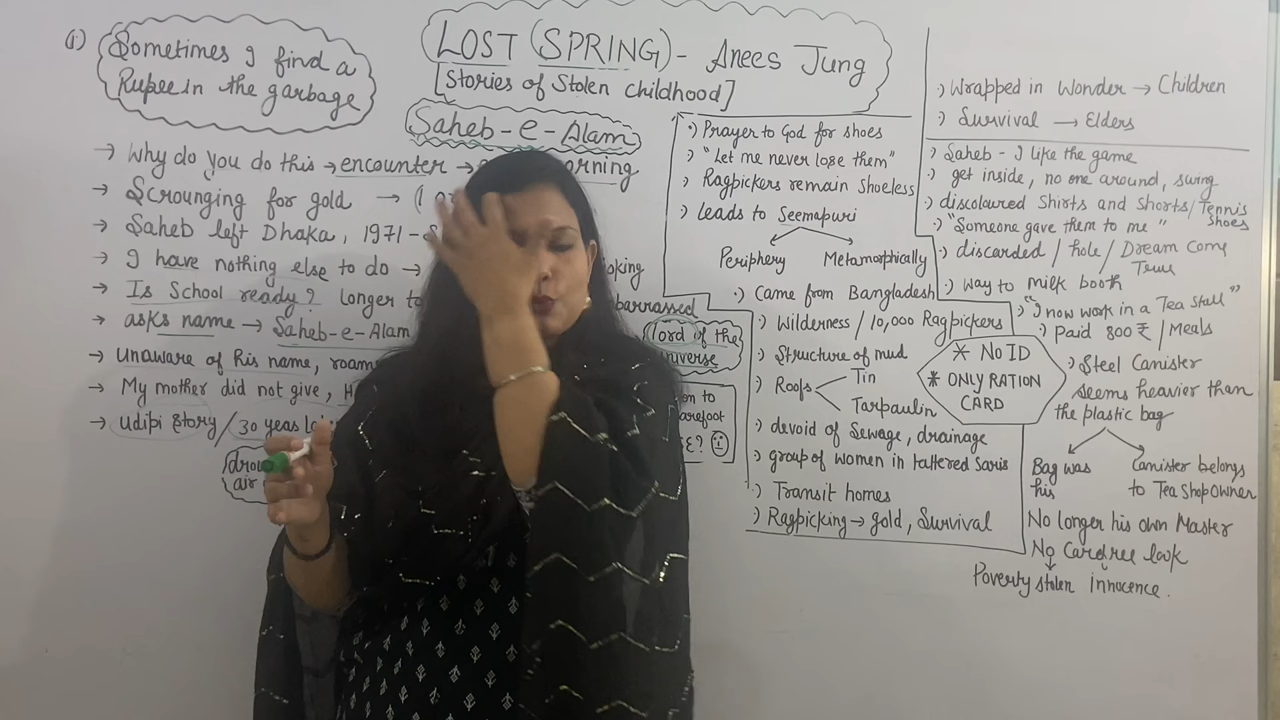 (i) Sometimes I find a
Rupee in the garbage
→ Why do you do this → encounter →
→ Scrounging for gold →
→ Saheb left Dhaka, 1971 -
→ I have nothing else to do →
→ Is School ready? longer to
→ asks name → Saheb-e-Alam
→ unaware of his name,
→ My mother did not give,
→ Udipi Story / 30 yeas
air
LOST (SPRING) - Anees Jung
[Stories of Stolen childhood]
Saheb-e-Alam
lord of the
universe
·) Prayer to God for shoes
·) "Let me never lose them"
·) Ragpickers remain Shoeless
·) leads to Seemapuri
Periphery Metamorphically
·) Came from Bangladesh
·) Wilderness / 10,000 Ragpickers
·) Structure of mud
·) Roofs
Tin
Tarpaulin
·) devoid of Sewage, drainage
·) group of women in tattered Saris
·) Transit homes
·) Ragpicking → gold, Survival
·) Wrapped in Wonder → Children
·) Survival → Elders
·) Saheb - I like the game
·) get inside, no one around, swing
·) discoloured Shirts and Shorts/ Tennis
Shoes
·) "Someone gave them to me"
·) discarded / hole / Dream Come
True
·) way to milk booth
·) "I now work in a Tea Stall"
·) Paid 800 ₹ / Meals
* NO ID
* ONLY RATION
CARD
·) Steel Canister
seems heavier than
the plastic bag
Bag was
his
Canister belongs
to Tea Shop Owner
No longer his own Master
No Carefree look
Poverty stolen innocence.